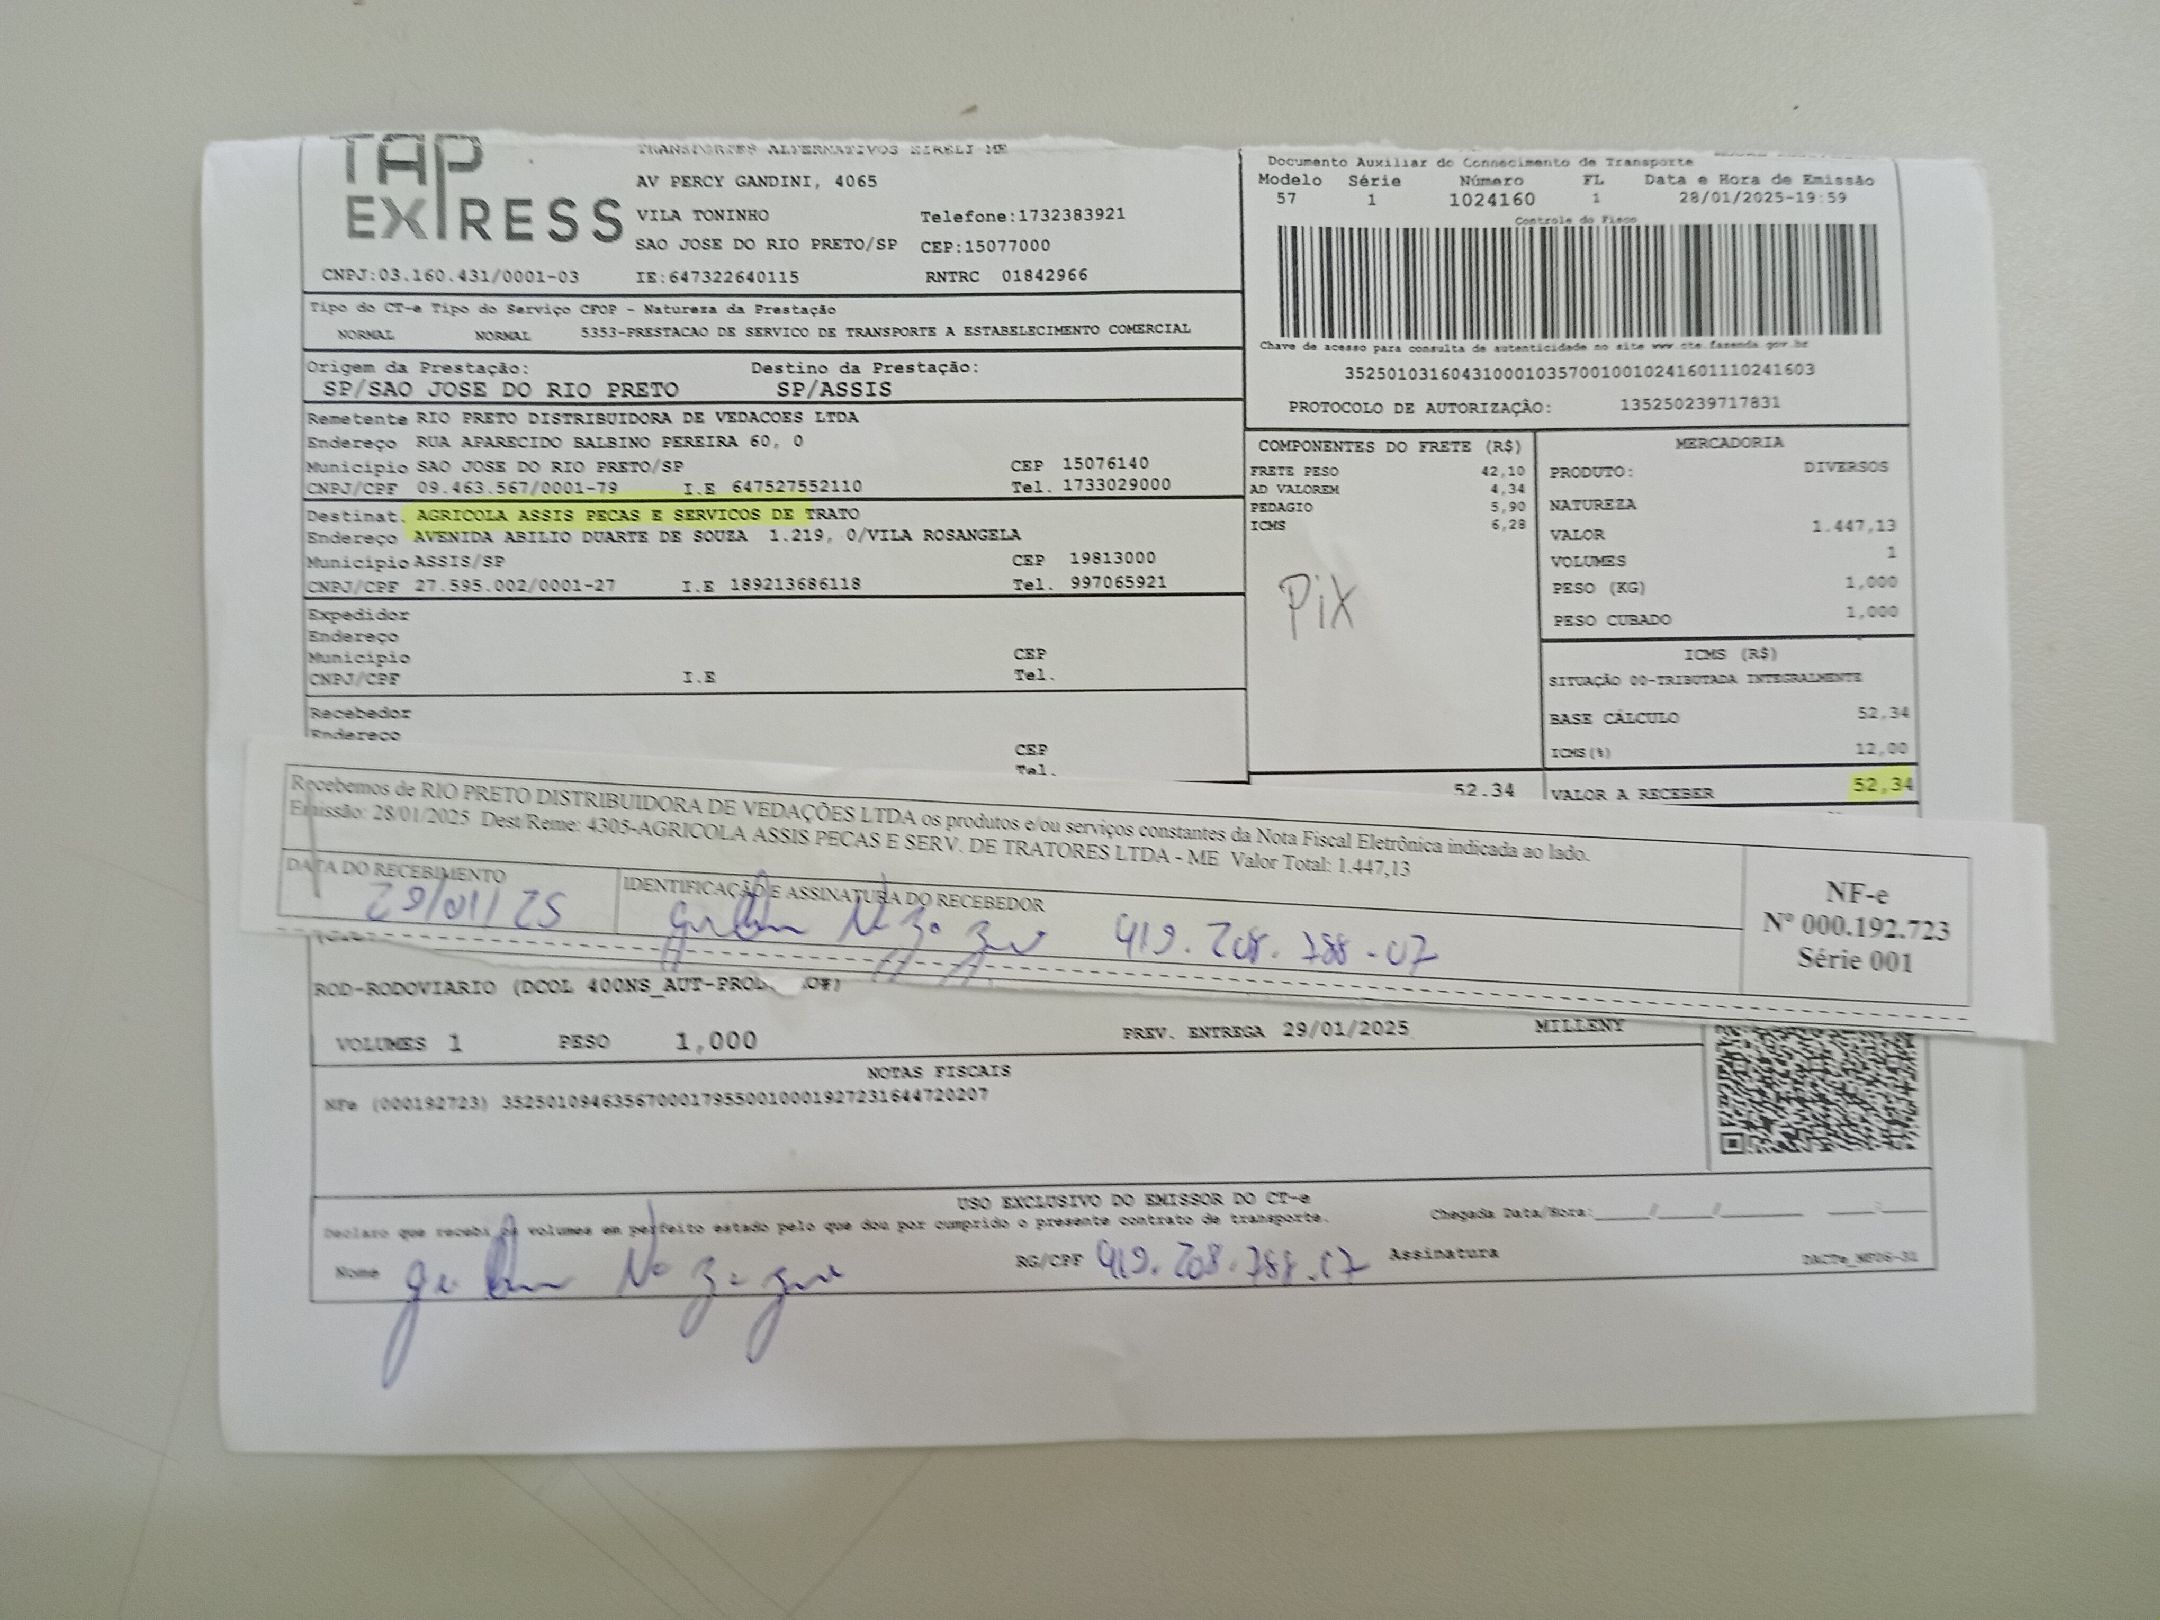 TAP EXPRESS
TRANSPORTES ALTERNATIVOS EIRELI-ME
AV PERCY GANDINI, 4065
VILA TONINHO Telefone:1732383921
SAO JOSE DO RIO PRETO/SP CEP:15077000
CNPJ:03.160.431/0001-03 IE:647322640115 RNTRC 01842966
Documento Auxiliar do Connecimento de Transporte
Modelo Série Número FL Data e Hora de Emissão
57 1 1024160 1 28/01/2025-19:59
Controle do Fisco
Chave de acesso para consulta de autenticidade no site www.cte.fazenda.gov.br
35250103160431000103570010010241601110241603
PROTOCOLO DE AUTORIZAÇÃO: 135250239717831
Tipo do CT-e Tipo do Serviço CFOP - Natureza da Prestação
NORMAL NORMAL 5353-PRESTACAO DE SERVICO DE TRANSPORTE A ESTABELECIMENTO COMERCIAL
Origem da Prestação: Destino da Prestação:
SP/SAO JOSE DO RIO PRETO SP/ASSIS
Remetente RIO PRETO DISTRIBUIDORA DE VEDACOES LTDA
Endereço RUA APARECIDO BALBINO PEREIRA 60, 0
Municipio SAO JOSE DO RIO PRETO/SP CEP 15076140
CNPJ/CPF 09.463.567/0001-79 I.E 647527552110 Tel. 1733029000
Destinat. AGRICOLA ASSIS PECAS E SERVICOS DE TRATO
Endereço AVENIDA ABILIO DUARTE DE SOUZA 1.219, 0/VILA ROSANGELA
Municipio ASSIS/SP CEP 19813000
CNPJ/CPF 27.595.002/0001-27 I.E 189213686118 Tel. 997065921
Expedidor
Endereço
Municipio CEP
CNPJ/CPF I.E Tel.
Recebedor
Endereço
CEP
Tel.
COMPONENTES DO FRETE (R$)
FRETE PESO 42,10
AD VALOREM 4,34
PEDAGIO 5,90
ICMS 6,28
PiX
52.34
MERCADORIA
PRODUTO: DIVERSOS
NATUREZA
VALOR 1.447,13
VOLUMES 1
PESO (KG) 1,000
PESO CUBADO 1,000
ICMS (R$)
SITUAÇÃO 00-TRIBUTADA INTEGRALMENTE
BASE CÁLCULO 52,34
ICMS(%) 12,00
VALOR A RECEBER 52,34
Recebemos de RIO PRETO DISTRIBUIDORA DE VEDAÇÕES LTDA os produtos e/ou serviços constantes da Nota Fiscal Eletrônica indicada ao lado.
Emissão: 28/01/2025 Dest/Reme: 4305-AGRICOLA ASSIS PECAS E SERV. DE TRATORES LTDA - ME Valor Total: 1.447,13
DATA DO RECEBIMENTO IDENTIFICAÇÃO E ASSINATURA DO RECEBEDOR
29/01/25 419.208.788-07
NF-e
Nº 000.192.723
Série 001
ROD-RODOVIARIO (DCOL 400NS_AUT-PROD
VOLUMES 1 PESO 1,000 PREV. ENTREGA 29/01/2025 MILLENY
NOTAS FISCAIS
NFe (000192723) 35250109463567000179550010001927231644720207
USO EXCLUSIVO DO EMISSOR DO CT-e
Declaro que recebi os volumes em perfeito estado pelo que dou por cumprido o presente contrato de transporte. Chegada Data/Hora:
Nome RG/CPF 419.208.788.07 Assinatura DACTe_MP06-31